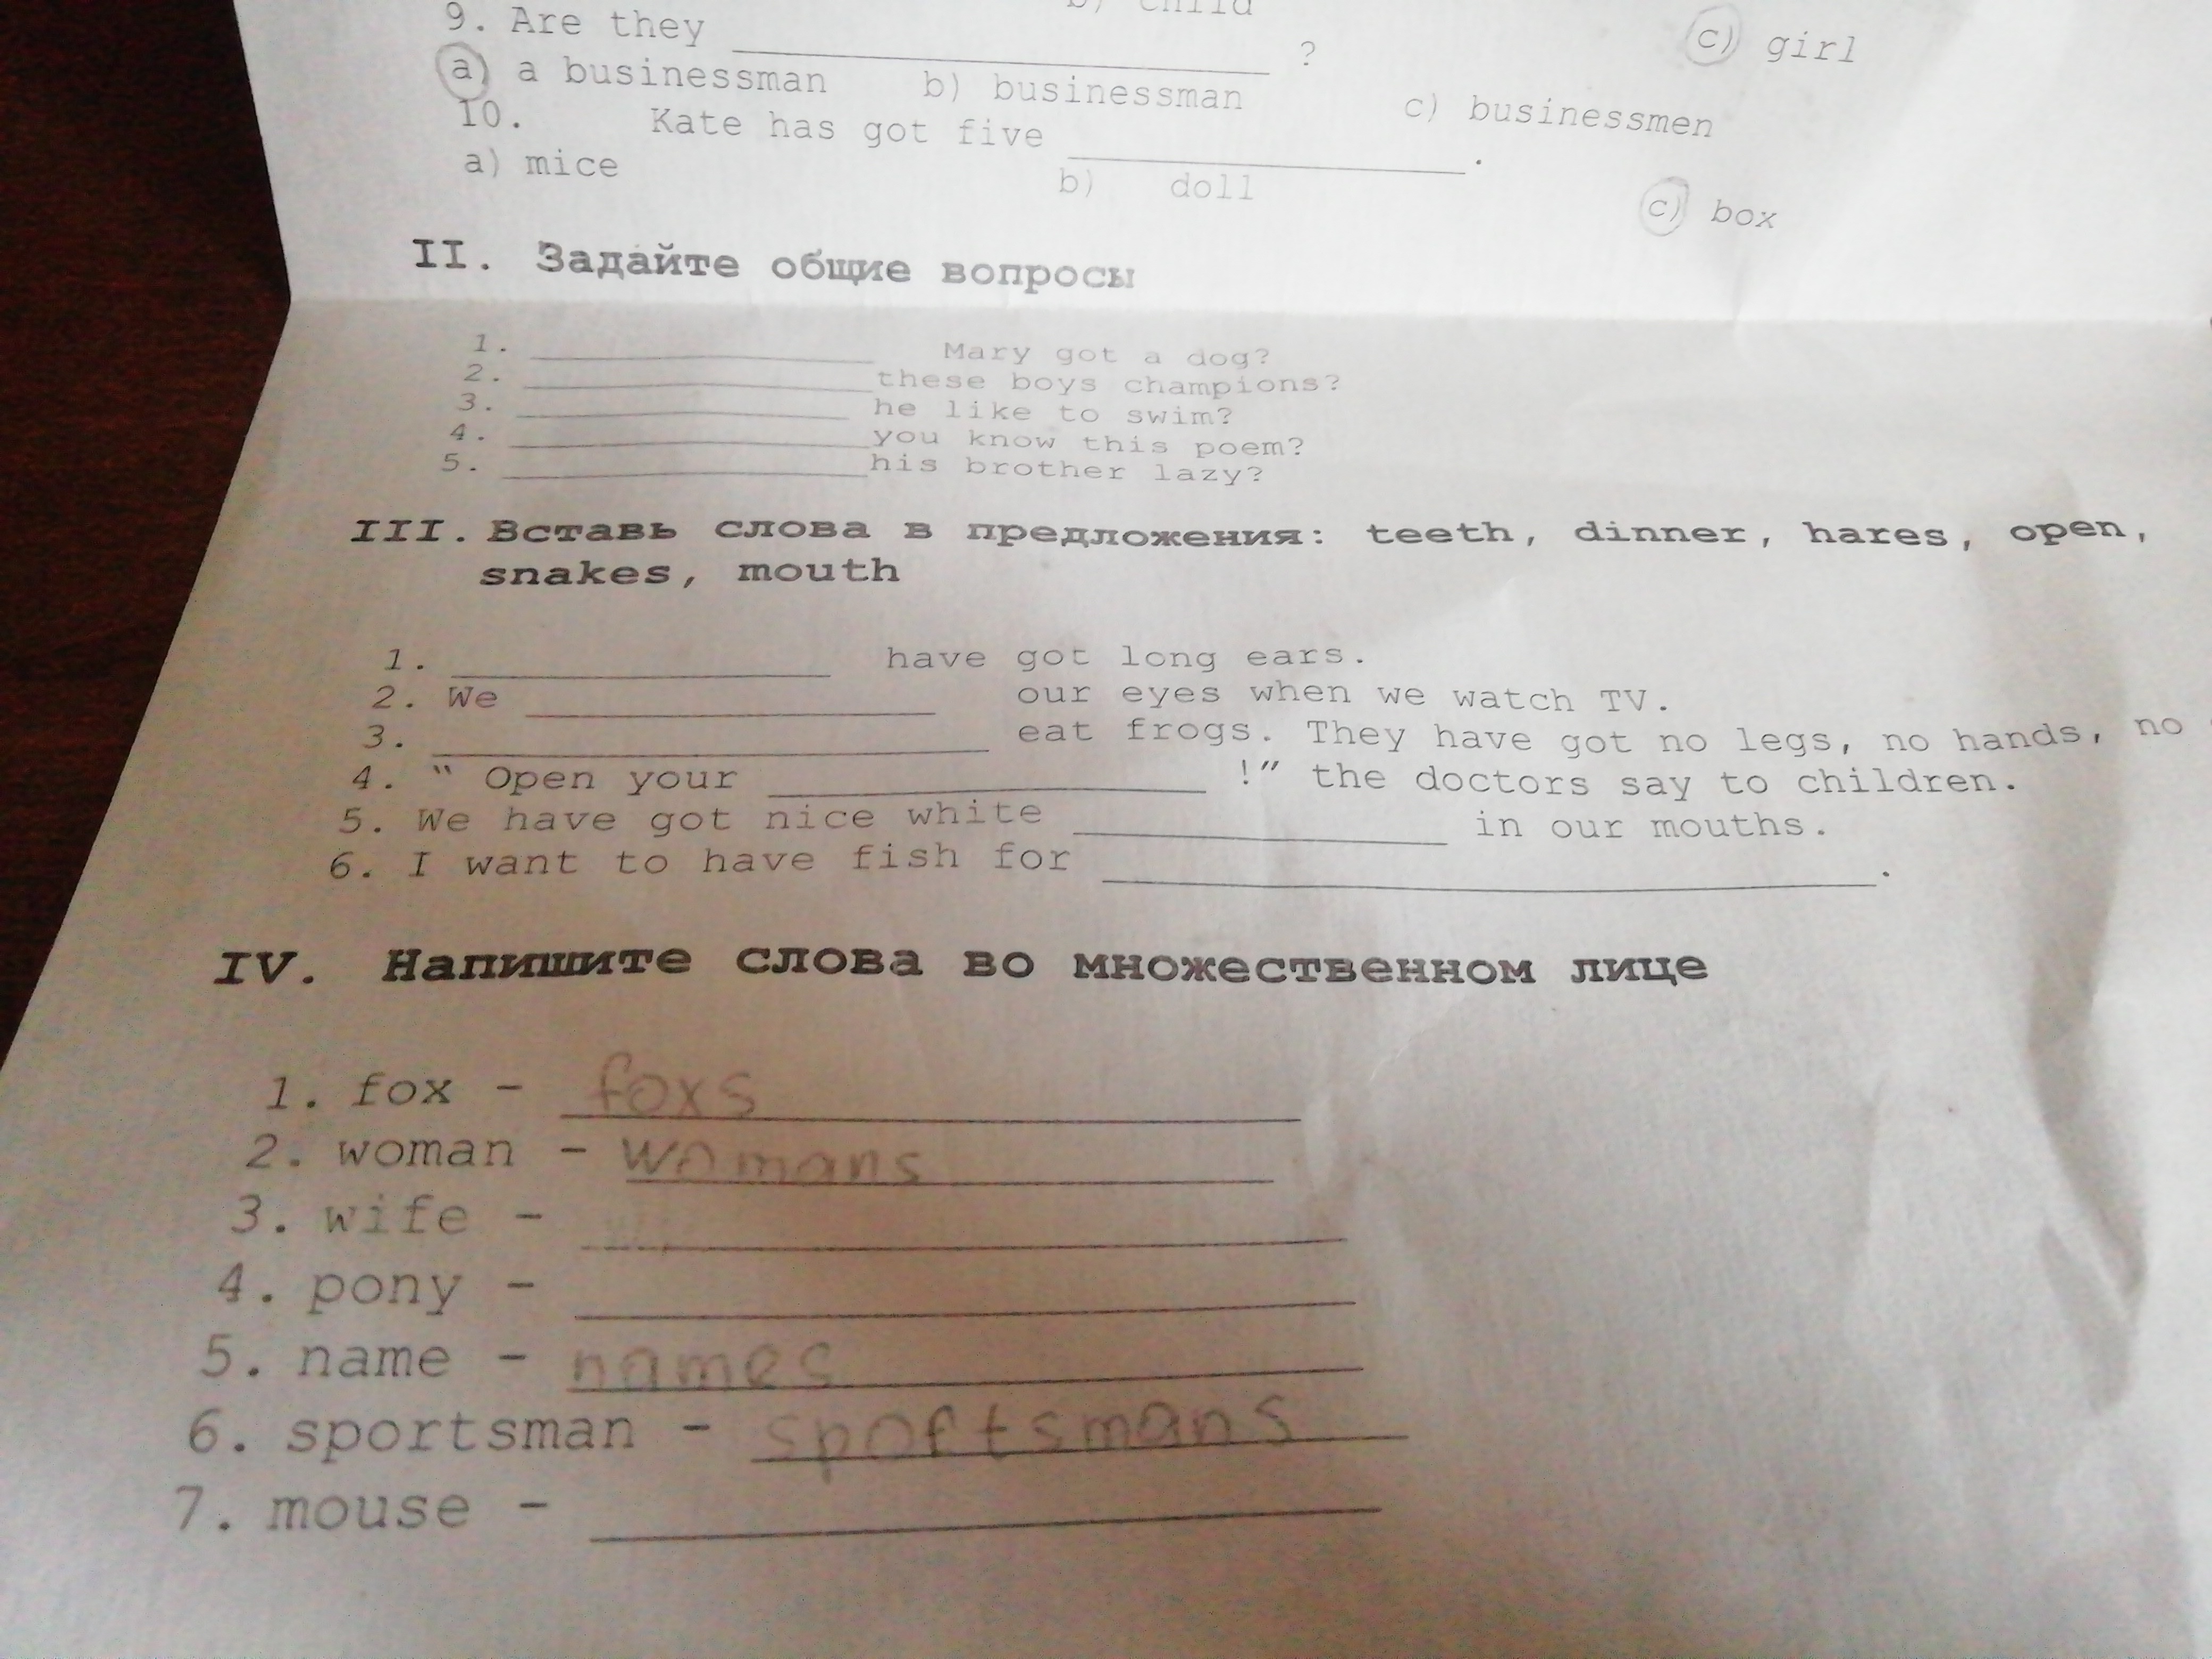 b) child
9. Are they ____________ ?
c) girl
a) a businessman b) businessman c) businessmen
10. Kate has got five ____________.
a) mice b) doll c) box
II. Задайте общие вопросы
1. ____________ Mary got a dog?
2. ____________these boys champions?
3. ____________ he like to swim?
4. ____________you know this poem?
5. ____________his brother lazy?
III. Вставь слова в предложения: teeth, dinner, hares, open,
snakes, mouth
1. ____________ have got long ears.
2. We ____________ our eyes when we watch TV.
3. ____________ eat frogs. They have got no legs, no hands, no
4. “ Open your ____________ !” the doctors say to children.
5. We have got nice white ____________ in our mouths.
6. I want to have fish for ____________.
IV. Напишите слова во множественном лице
1. fox - foxs
2. woman - womans
3. wife - ____________
4. pony - ____________
5. name - names
6. sportsman - sportsmans
7. mouse - ____________